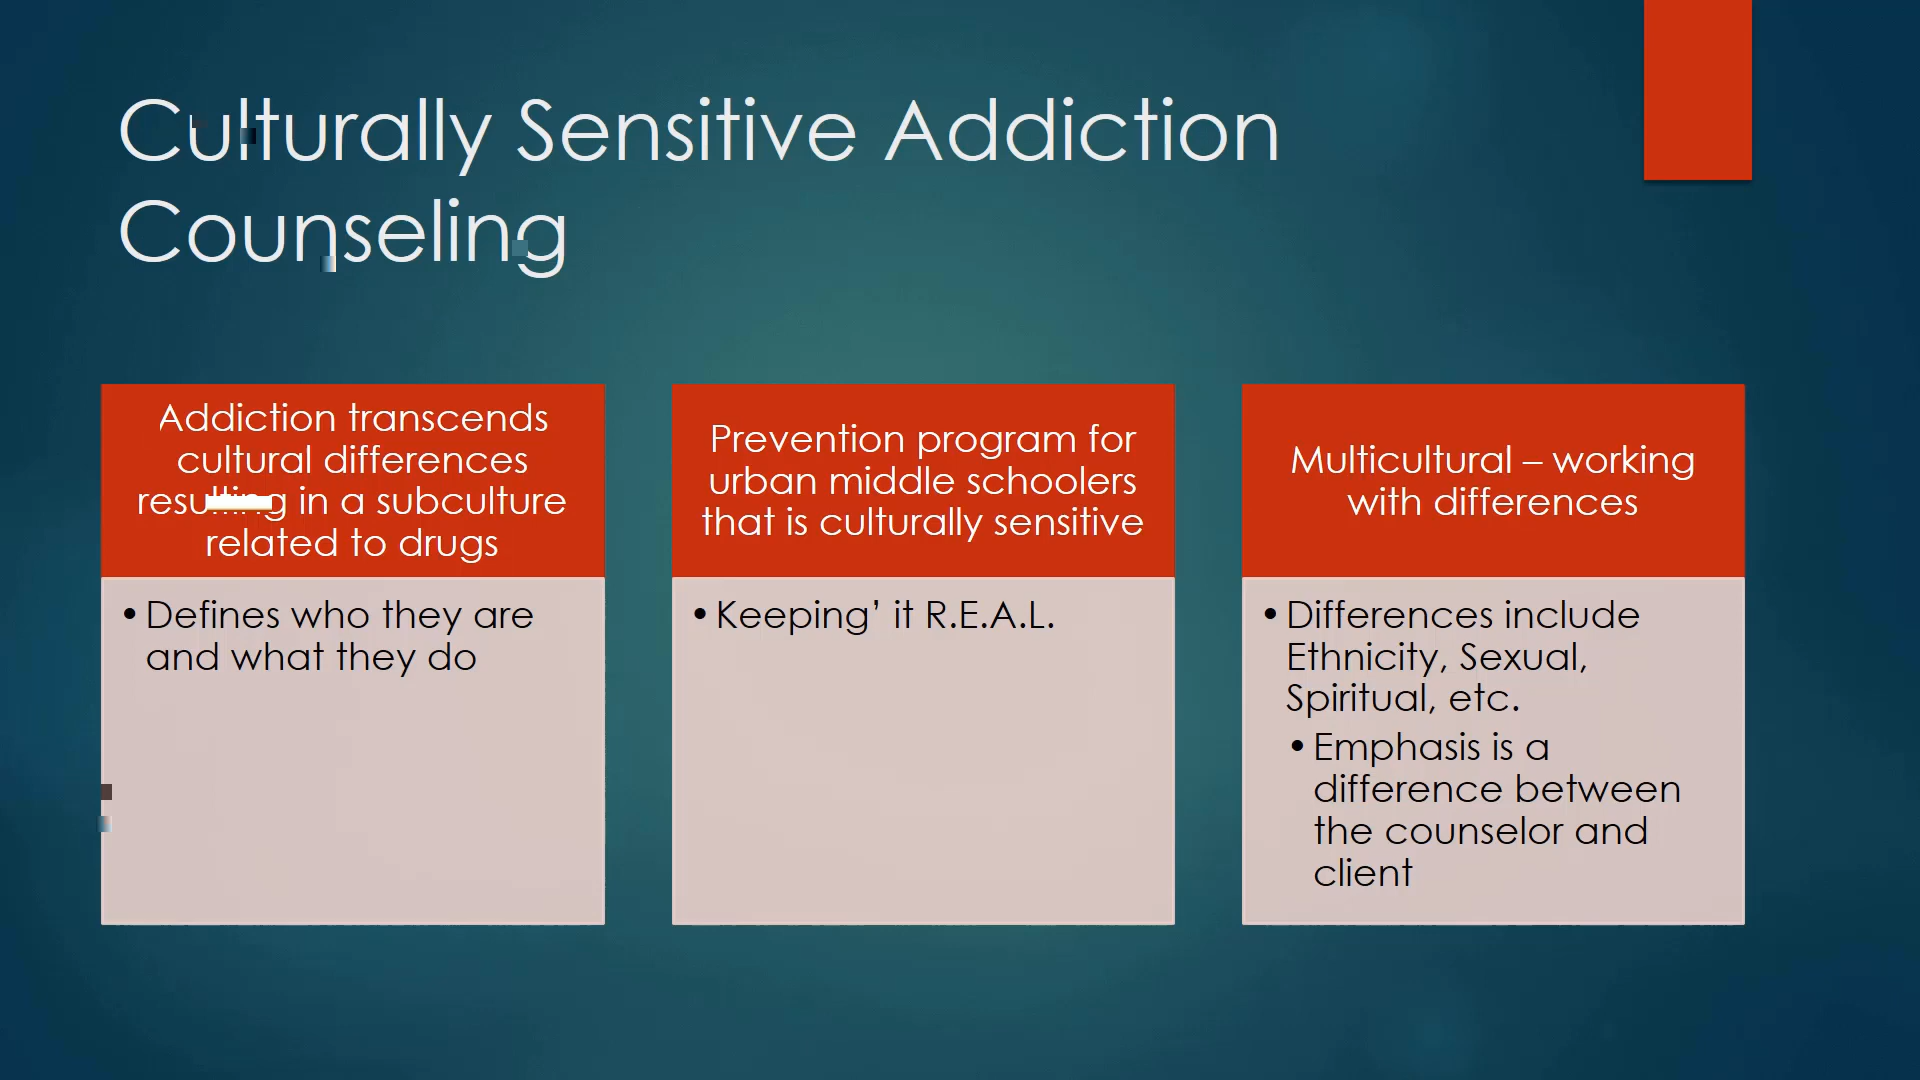 Culturally Sensitive Addiction
Counseling
Addiction transcends
cultural differences
resulting in a subculture
related to drugs
• Defines who they are
and what they do
Prevention program for
urban middle schoolers
that is culturally sensitive
• Keeping’ it R.E.A.L.
Multicultural – working
with differences
• Differences include
Ethnicity, Sexual,
Spiritual, etc.
• Emphasis is a
difference between
the counselor and
client